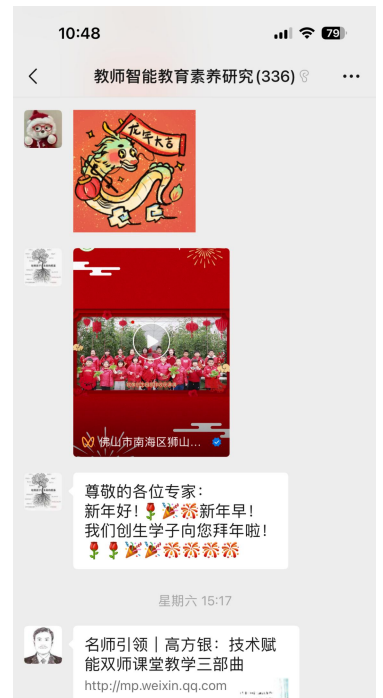 10:48
79
教师智能教育素养研究(336)
龙年大吉
佛山市南海区狮山...
尊敬的各位专家：
新年好！🌹🎉🎊新年早！
我们创生学子向您拜年啦！
🌹🌹🎉🎉🎊🎊🎊🎊
星期六 15:17
名师引领｜高方银：技术赋
能双师课堂教学三部曲
http://mp.weixin.qq.com